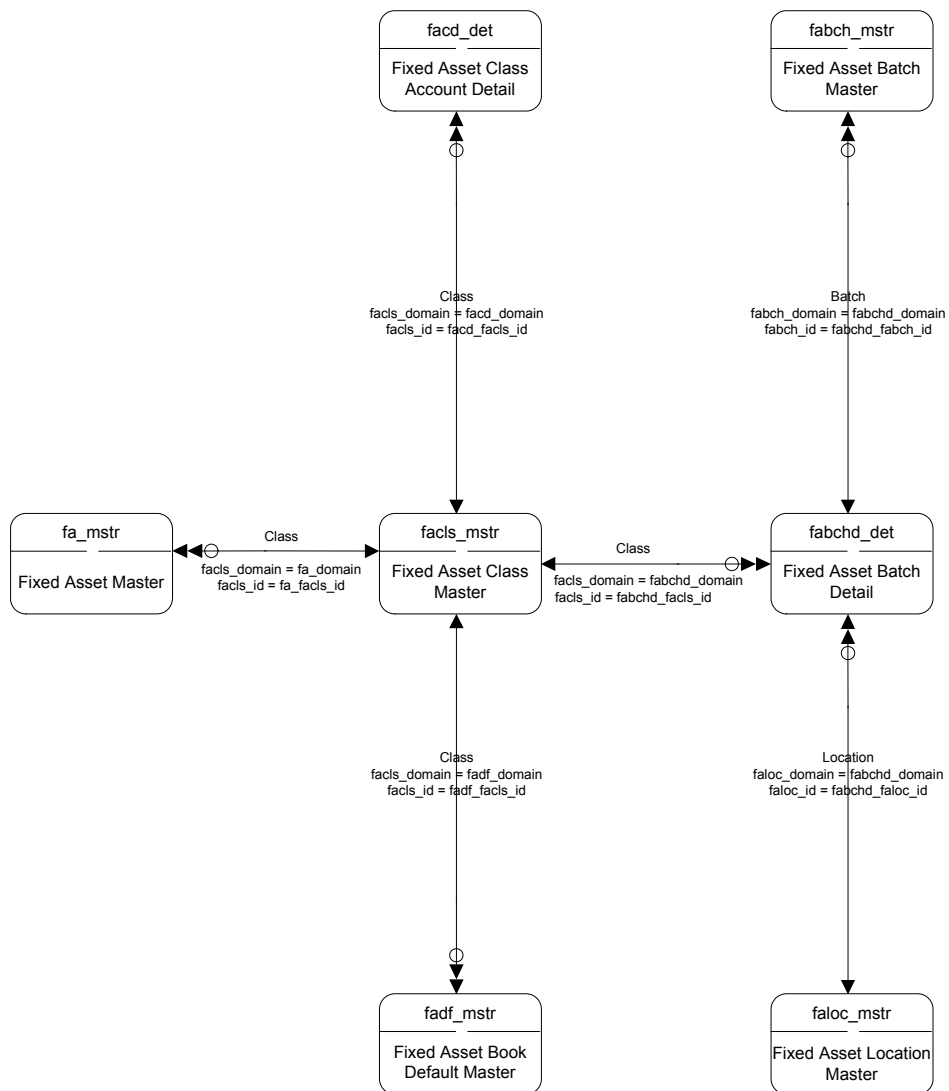 facd_det
Fixed Asset Class
Account Detail
fabch_mstr
Fixed Asset Batch
Master
Class
facls_domain = facd_domain
facls_id = facd_facls_id
Batch
fabch_domain = fabchd_domain
fabch_id = fabchd_fabch_id
fa_mstr
Fixed Asset Master
Class
facls_domain = fa_domain
facls_id = fa_facls_id
facls_mstr
Fixed Asset Class
Master
Class
facls_domain = fabchd_domain
facls_id = fabchd_facls_id
fabchd_det
Fixed Asset Batch
Detail
Class
facls_domain = fadf_domain
facls_id = fadf_facls_id
Location
faloc_domain = fabchd_domain
faloc_id = fabchd_faloc_id
fadf_mstr
Fixed Asset Book
Default Master
faloc_mstr
Fixed Asset Location
Master